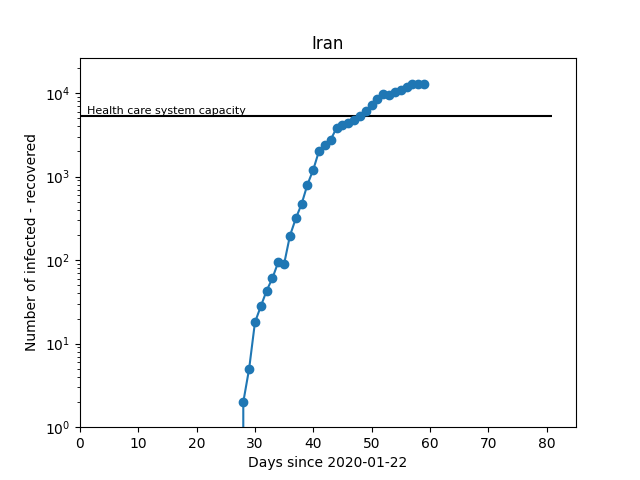 Iran
Number of infected - recovered
10^4
10^3
10^2
10^1
10^0
Health care system capacity
0 10 20 30 40 50 60 70 80
Days since 2020-01-22